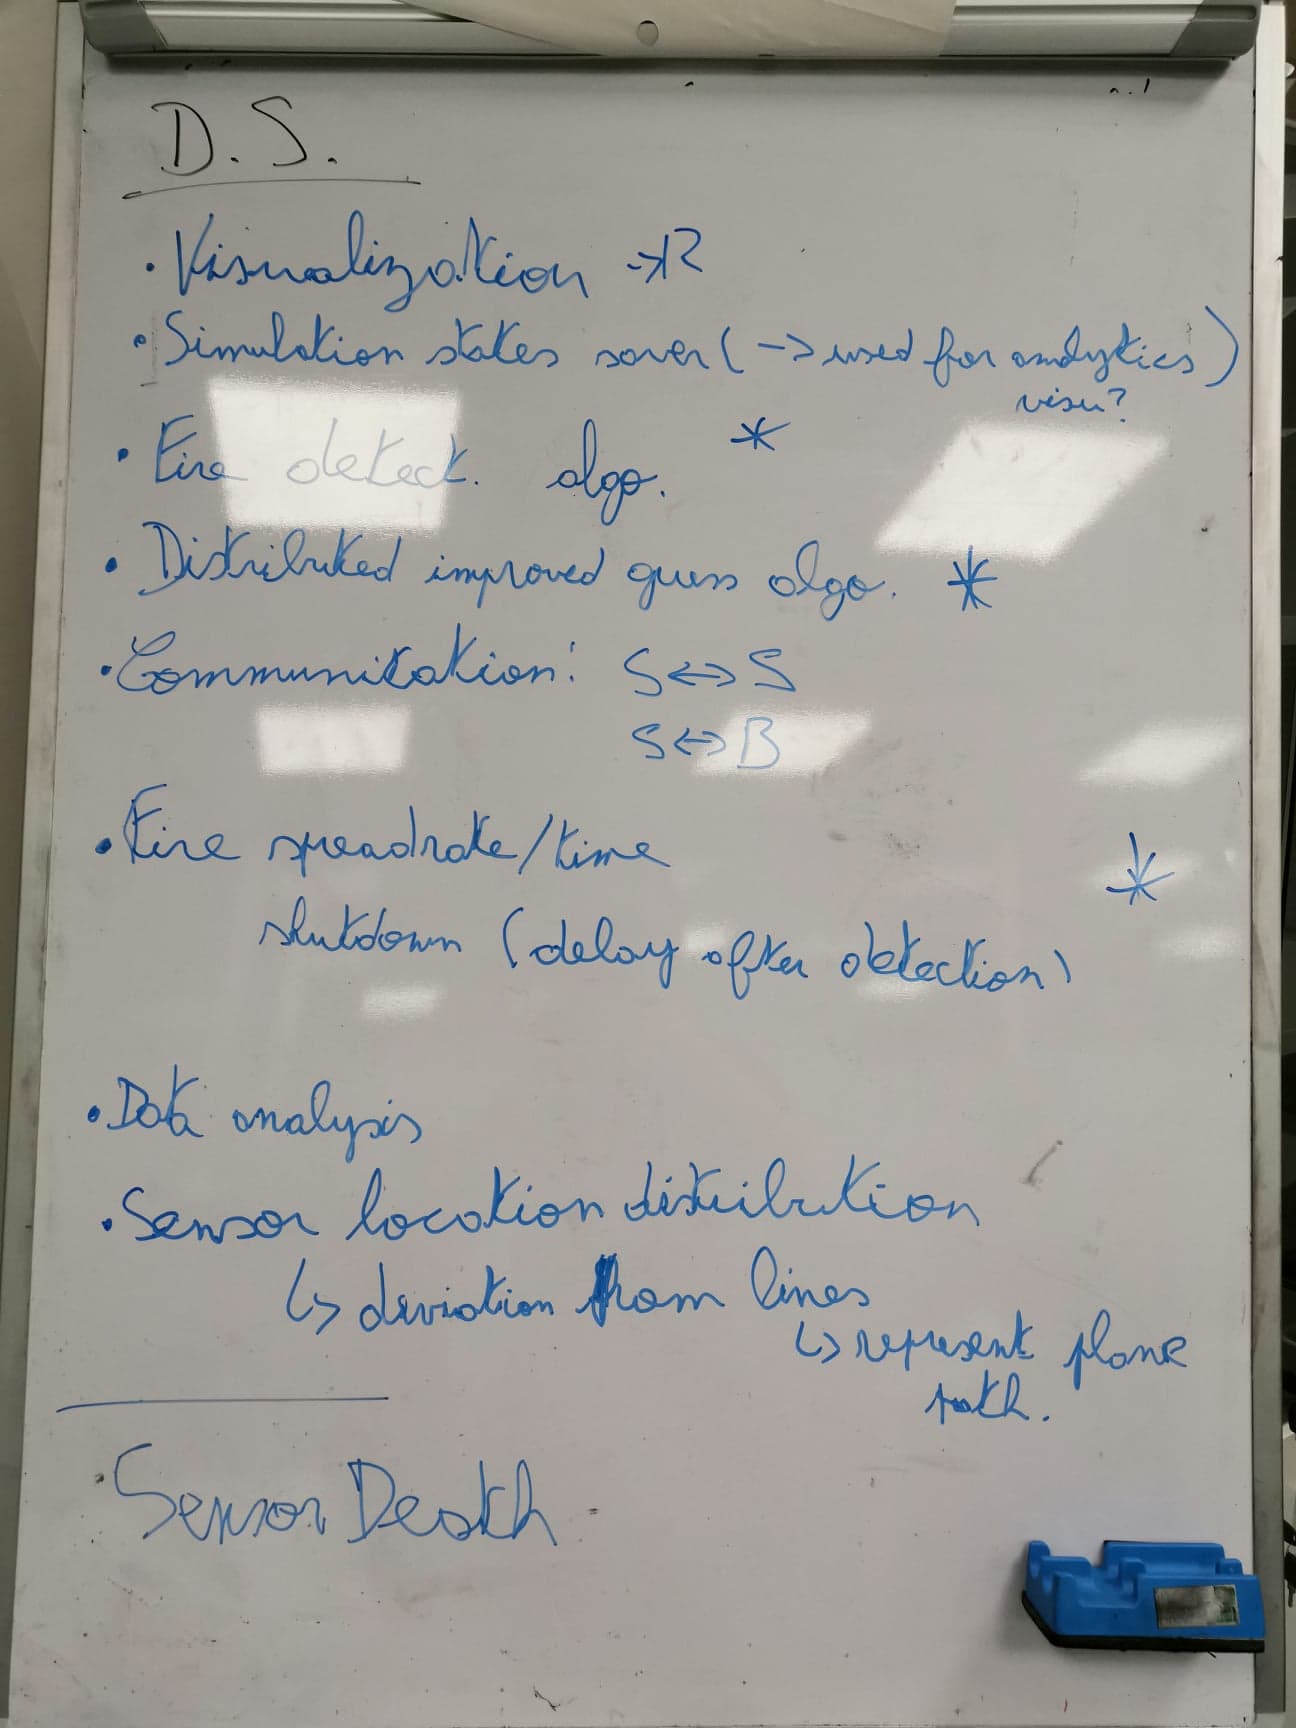 D.S.
• Visualization
• Simulation states saver (-> used for analytics)
visu?
• Fire detect. algo. *
• Distributed improved guess algo. *
• Communication: S<->S
S<->B
• Fire spreadrate/time *
shutdown (delay after detection)
• Data analysis
• Sensor location distribution
↳ deviation from lines
↳ represent plane
path.
• Sensor Death